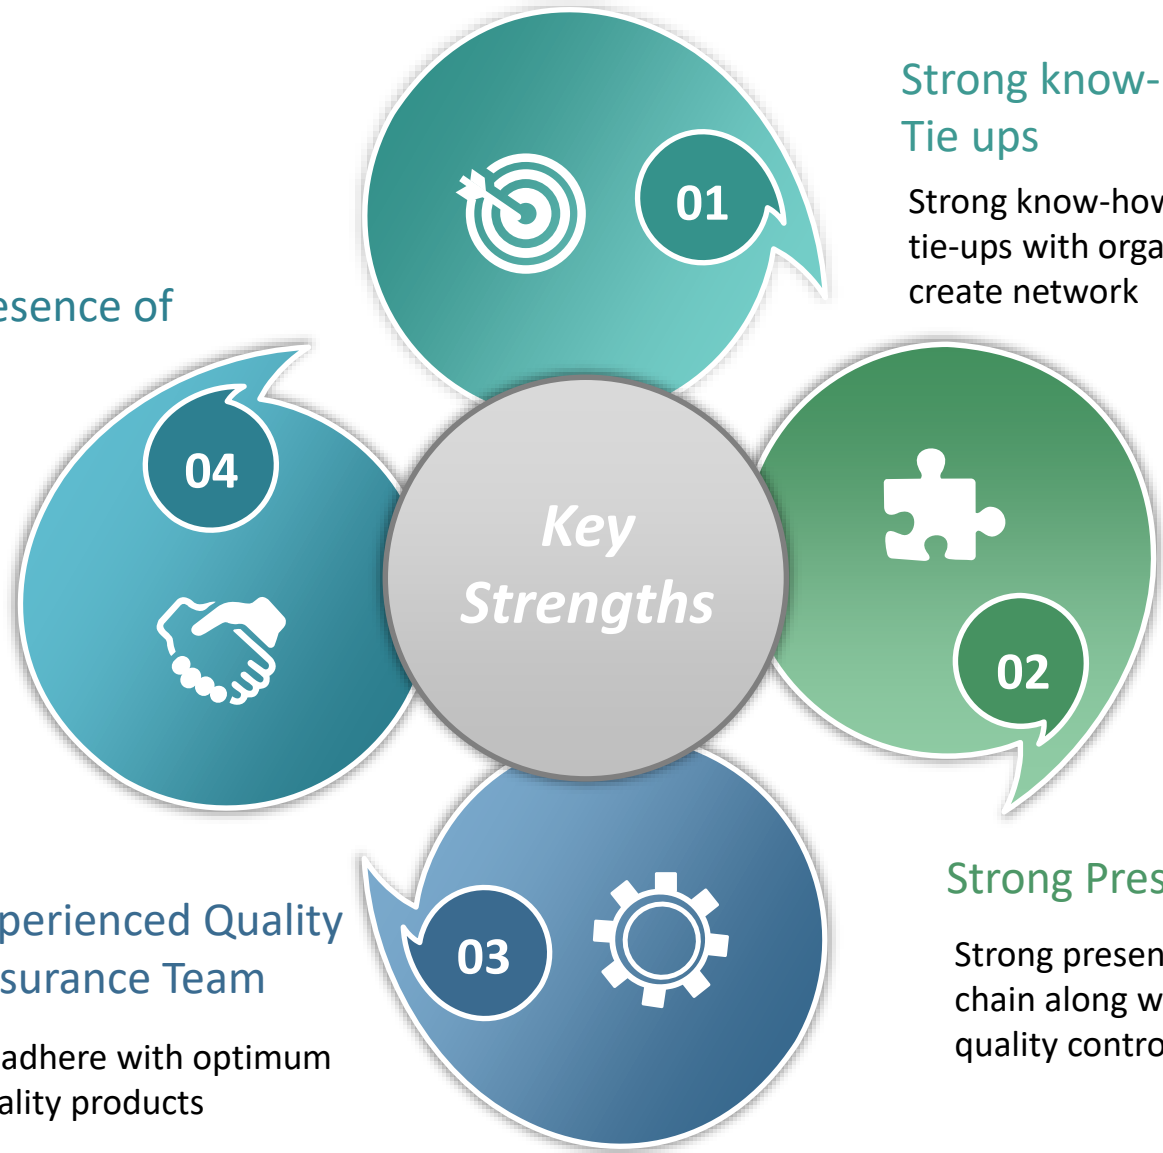 01
Strong know-
Tie ups
Strong know-how
tie-ups with orga
create network
esence of
04
Key
Strengths
02
Strong Pres
Strong presen
chain along w
quality contro
perienced Quality
surance Team
adhere with optimum
ality products
03